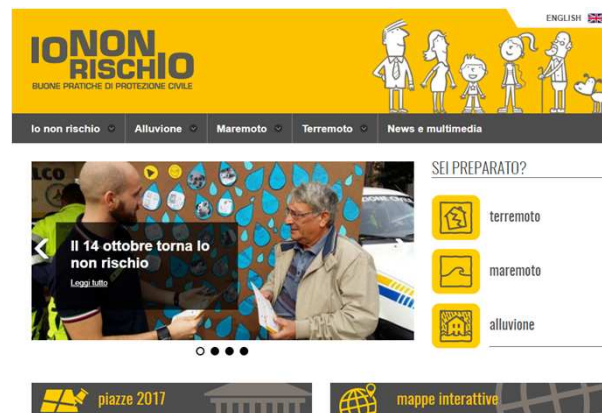 ENGLISH
IO NON
RISCHIO
BUONE PRATICHE DI PROTEZIONE CIVILE
Io non rischio
Alluvione
Maremoto
Terremoto
News e multimedia
Il 14 ottobre torna Io
non rischio
Leggi tutto
SEI PREPARATO?
terremoto
maremoto
alluvione
piazze 2017
mappe interattive